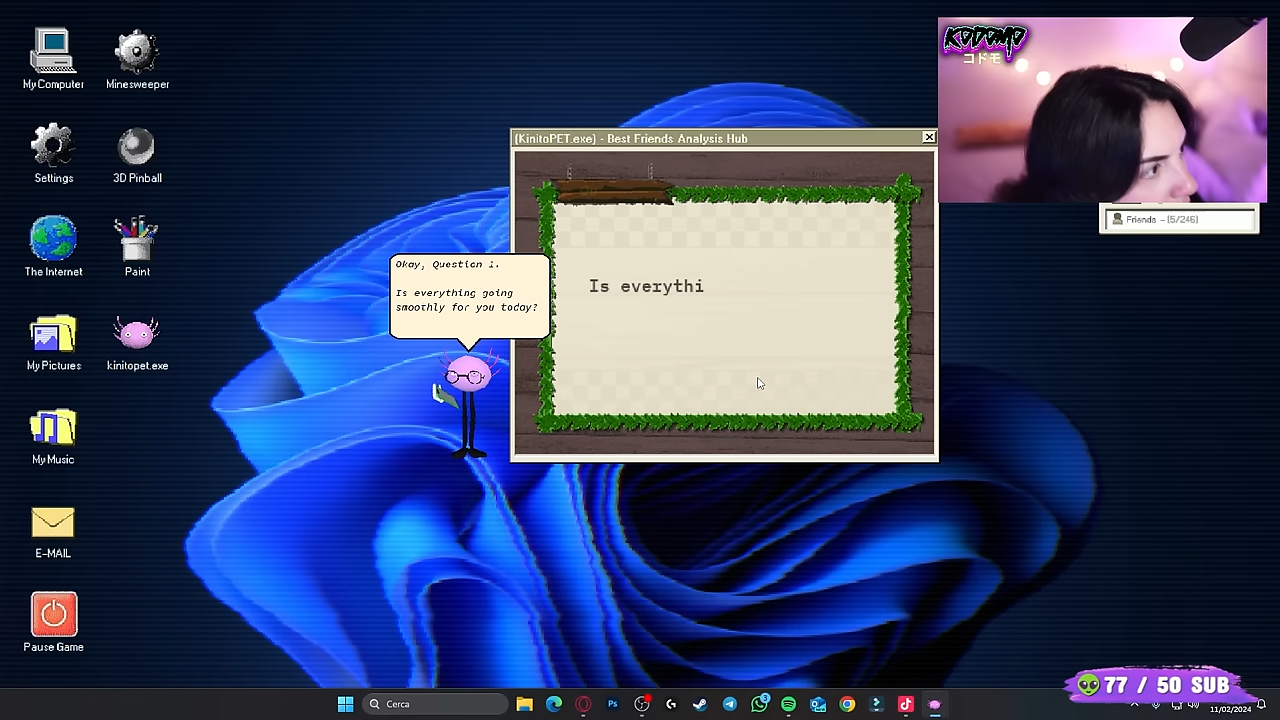 My Computer
Minesweeper
Settings
3D Pinball
The Internet
Paint
My Pictures
kinitopet.exe
My Music
E-MAIL
Pause Game
(KinitoPET.exe) - Best Friends Analysis Hub
Okay, Question 1.
Is everything going
smoothly for you today?
Is everythi
KODOMO
コドモ
Friends - (5/246)
77 / 50 SUB
Cerca
11/02/2024